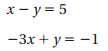 x − y = 5
−3x + y = −1